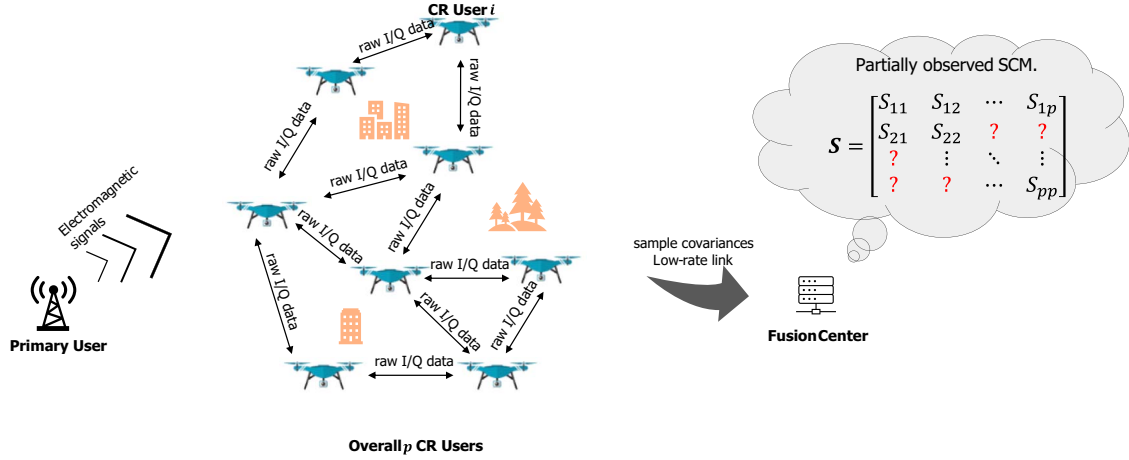 CR User i
raw I/Q data
raw I/Q data
raw I/Q data
raw I/Q data
raw I/Q data
raw I/Q data
raw I/Q data
raw I/Q data
raw I/Q data
raw I/Q data
raw I/Q data
Electromagnetic
signals
Primary User
Overall p CR Users
sample covariances
Low-rate link
Partially observed SCM.
S = [ S₁₁ S₁₂ ⋯ S₁ₚ
S₂₁ S₂₂ ? ?
? ⋮ ⋱ ⋮
? ? ⋯ Sₚₚ ]
Fusion Center